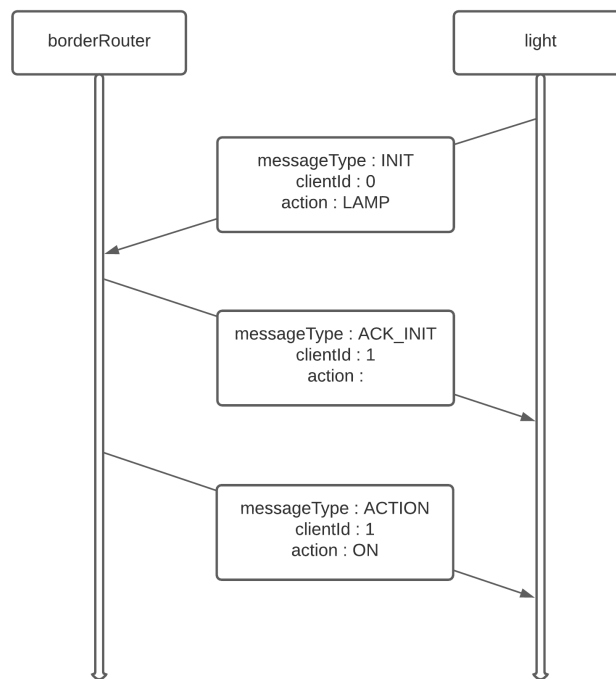 borderRouter
light
messageType : INIT
clientId : 0
action : LAMP
messageType : ACK_INIT
clientId : 1
action :
messageType : ACTION
clientId : 1
action : ON